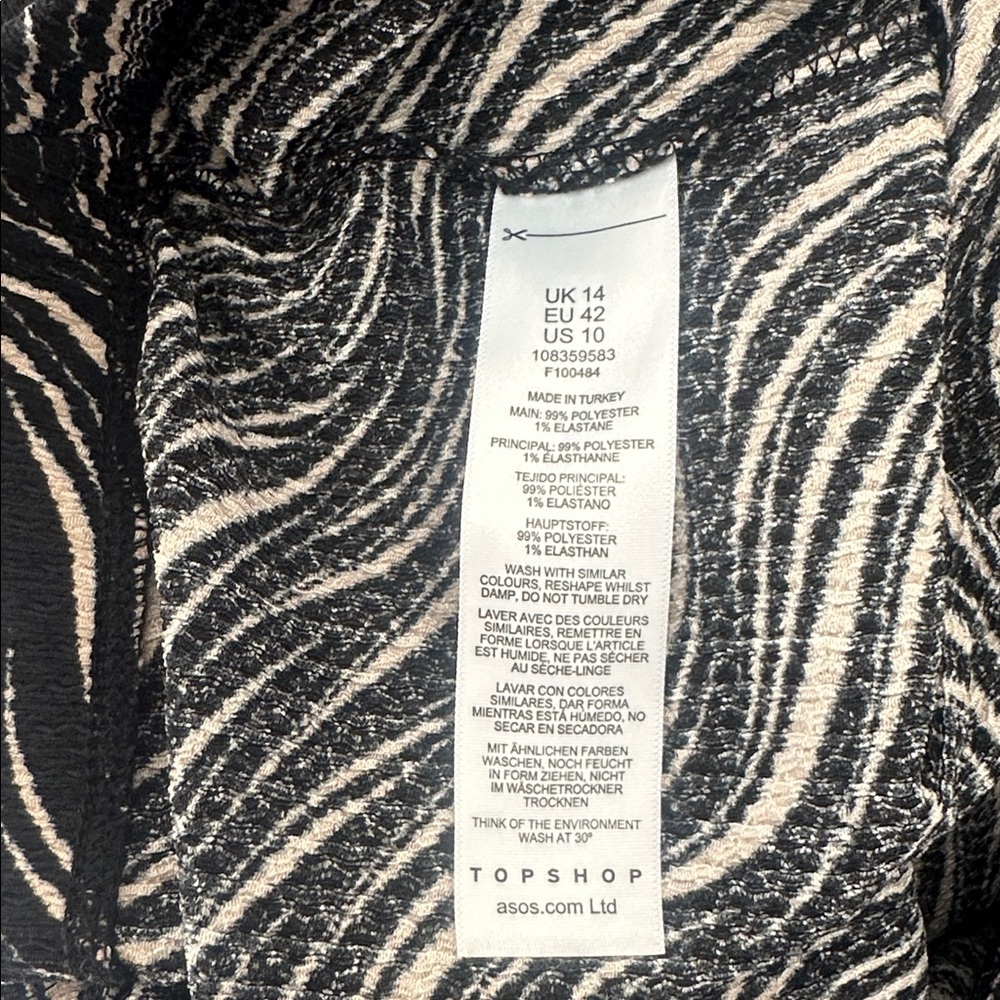 UK 14
EU 42
US 10
108359583
F100484
MADE IN TURKEY
MAIN: 99% POLYESTER
1% ELASTANE
PRINCIPAL: 99% POLYESTER
1% ÉLASTHANNE
TEJIDO PRINCIPAL:
99% POLIÉSTER
1% ELASTANO
HAUPTSTOFF:
99% POLYESTER
1% ELASTHAN
WASH WITH SIMILAR
COLOURS, RESHAPE WHILST
DAMP, DO NOT TUMBLE DRY
LAVER AVEC DES COULEURS
SIMILAIRES, REMETTRE EN
FORME LORSQUE L'ARTICLE
EST HUMIDE, NE PAS SÉCHER
AU SÈCHE-LINGE
LAVAR CON COLORES
SIMILARES, DAR FORMA
MIENTRAS ESTÁ HÚMEDO, NO
SECAR EN SECADORA
MIT ÄHNLICHEN FARBEN
WASCHEN, NOCH FEUCHT
IN FORM ZIEHEN, NICHT
IM WÄSCHETROCKNER
TROCKNEN
THINK OF THE ENVIRONMENT
WASH AT 30º
TOPSHOP
asos.com Ltd